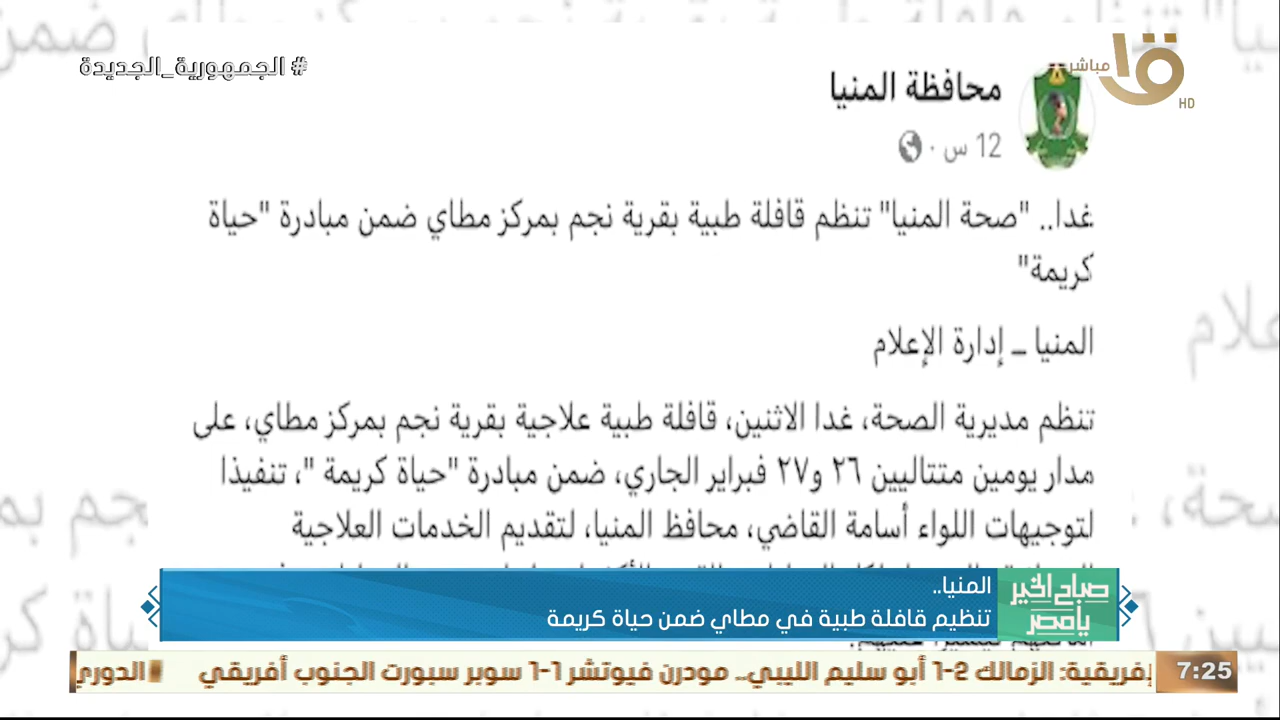 #الجمهورية_الجديدة
مباشر
HD
محافظة المنيا
12 س ·
غدا.. "صحة المنيا" تنظم قافلة طبية بقرية نجم بمركز مطاي ضمن مبادرة "حياة
كريمة"
المنيا ــ إدارة الإعلام
تنظم مديرية الصحة، غدا الاثنين، قافلة طبية علاجية بقرية نجم بمركز مطاي، على
مدار يومين متتاليين ٢٦ و٢٧ فبراير الجاري، ضمن مبادرة "حياة كريمة "، تنفيذا
لتوجيهات اللواء أسامة القاضي، محافظ المنيا، لتقديم الخدمات العلاجية
صباح الخير
يا مصر
المنيا..
تنظيم قافلة طبية في مطاي ضمن حياة كريمة
7:25
إفريقية: الزمالك 2-1 أبو سليم الليبي.. مودرن فيوتشر 1-1 سوبر سبورت الجنوب أفريقي
الدوري